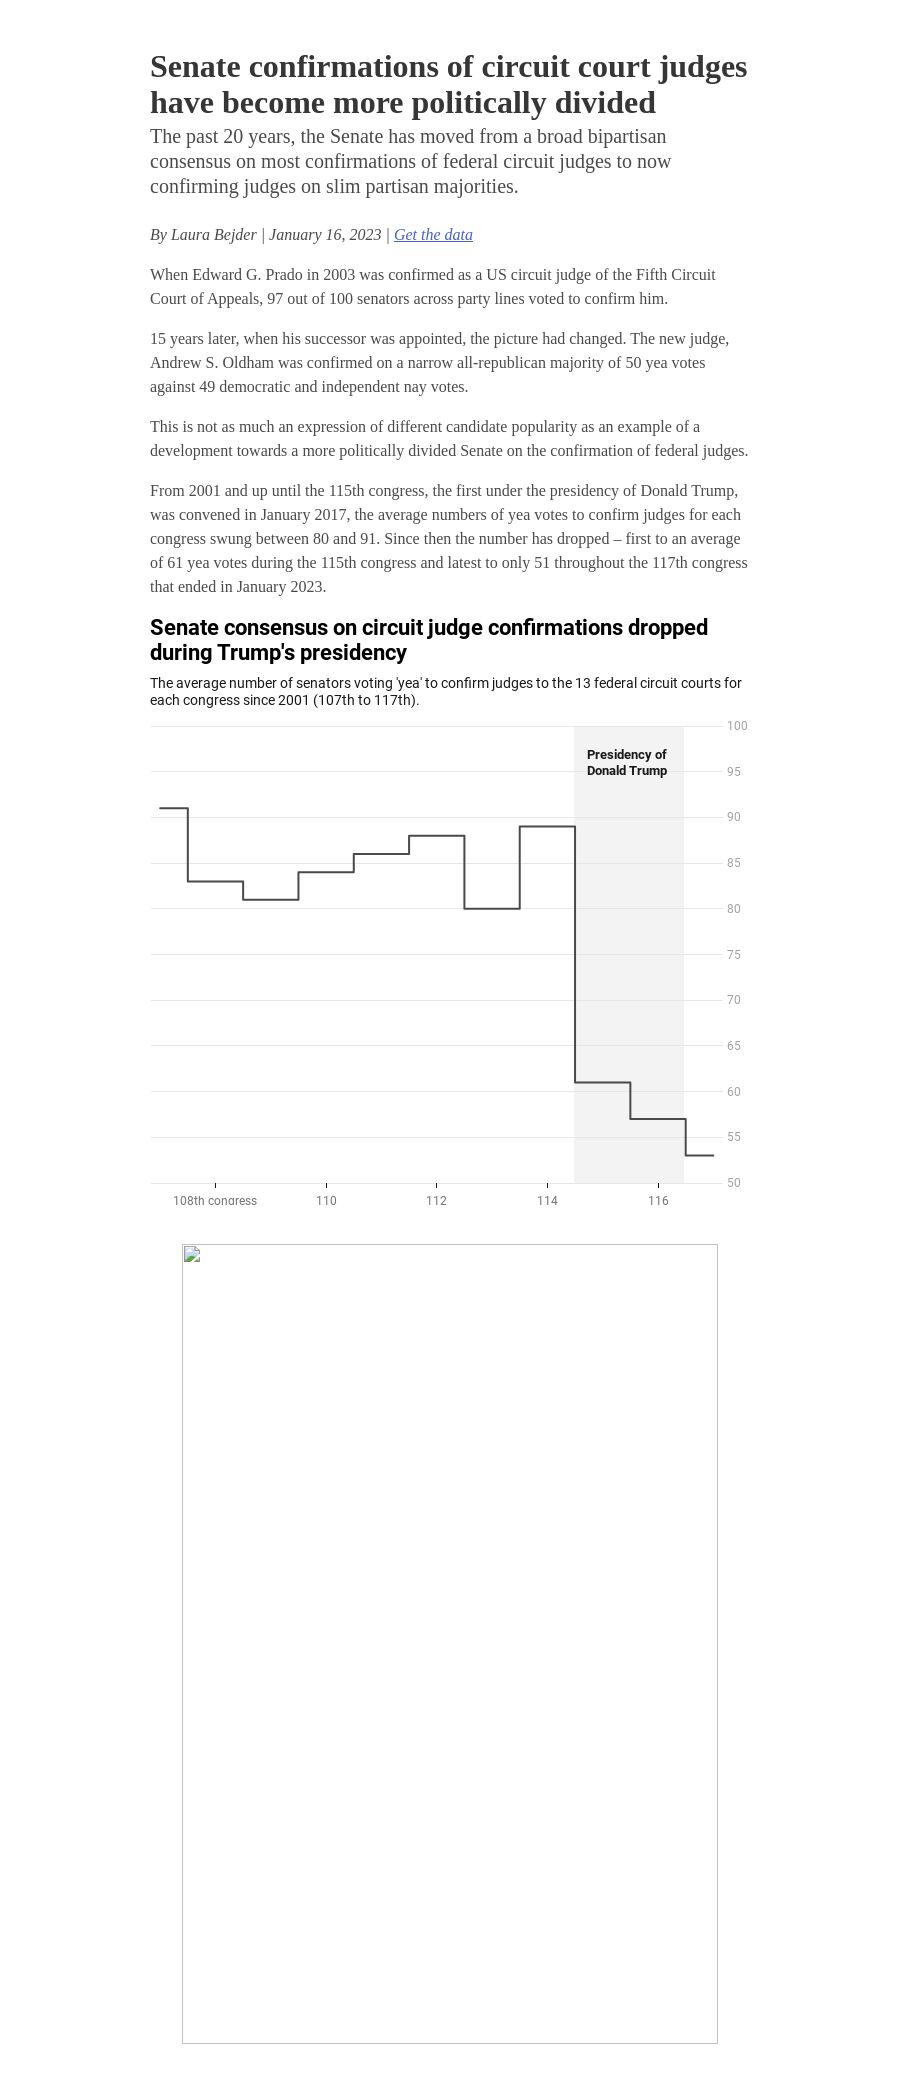 Senate confirmations of circuit court judges
have become more politically divided
The past 20 years, the Senate has moved from a broad bipartisan
consensus on most confirmations of federal circuit judges to now
confirming judges on slim partisan majorities.
By Laura Bejder | January 16, 2023 | Get the data
When Edward G. Prado in 2003 was confirmed as a US circuit judge of the Fifth Circuit
Court of Appeals, 97 out of 100 senators across party lines voted to confirm him.
15 years later, when his successor was appointed, the picture had changed. The new judge,
Andrew S. Oldham was confirmed on a narrow all-republican majority of 50 yea votes
against 49 democratic and independent nay votes.
This is not as much an expression of different candidate popularity as an example of a
development towards a more politically divided Senate on the confirmation of federal judges.
From 2001 and up until the 115th congress, the first under the presidency of Donald Trump,
was convened in January 2017, the average numbers of yea votes to confirm judges for each
congress swung between 80 and 91. Since then the number has dropped – first to an average
of 61 yea votes during the 115th congress and latest to only 51 throughout the 117th congress
that ended in January 2023.
Senate consensus on circuit judge confirmations dropped
during Trump's presidency
The average number of senators voting 'yea' to confirm judges to the 13 federal circuit courts for
each congress since 2001 (107th to 117th).
100
Presidency of
Donald Trump
95
90
85
80
75
70
65
60
55
50
108th congress 110 112 114 116